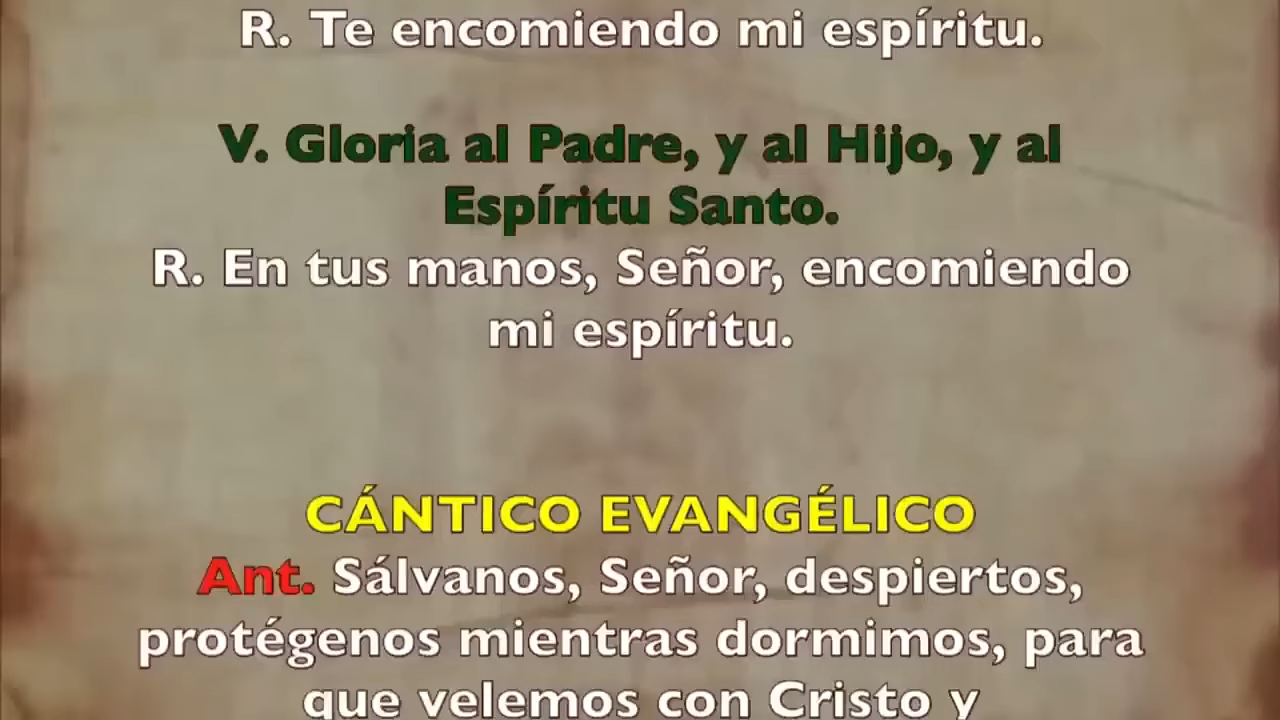 R. Te encomiendo mi espíritu.
V. Gloria al Padre, y al Hijo, y al
Espíritu Santo.
R. En tus manos, Señor, encomiendo
mi espíritu.
CÁNTICO EVANGÉLICO
Ant. Sálvanos, Señor, despiertos,
protégenos mientras dormimos, para
que velemos con Cristo y